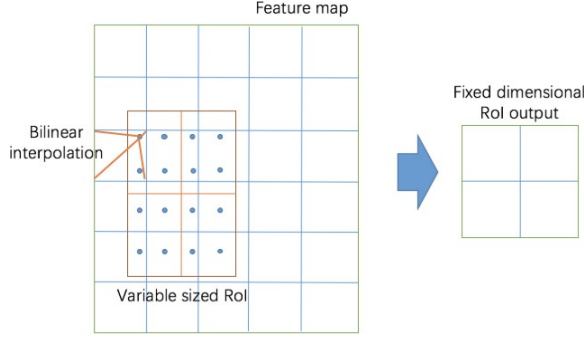 Feature map
Fixed dimensional
RoI output
Bilinear
interpolation
Variable sized RoI